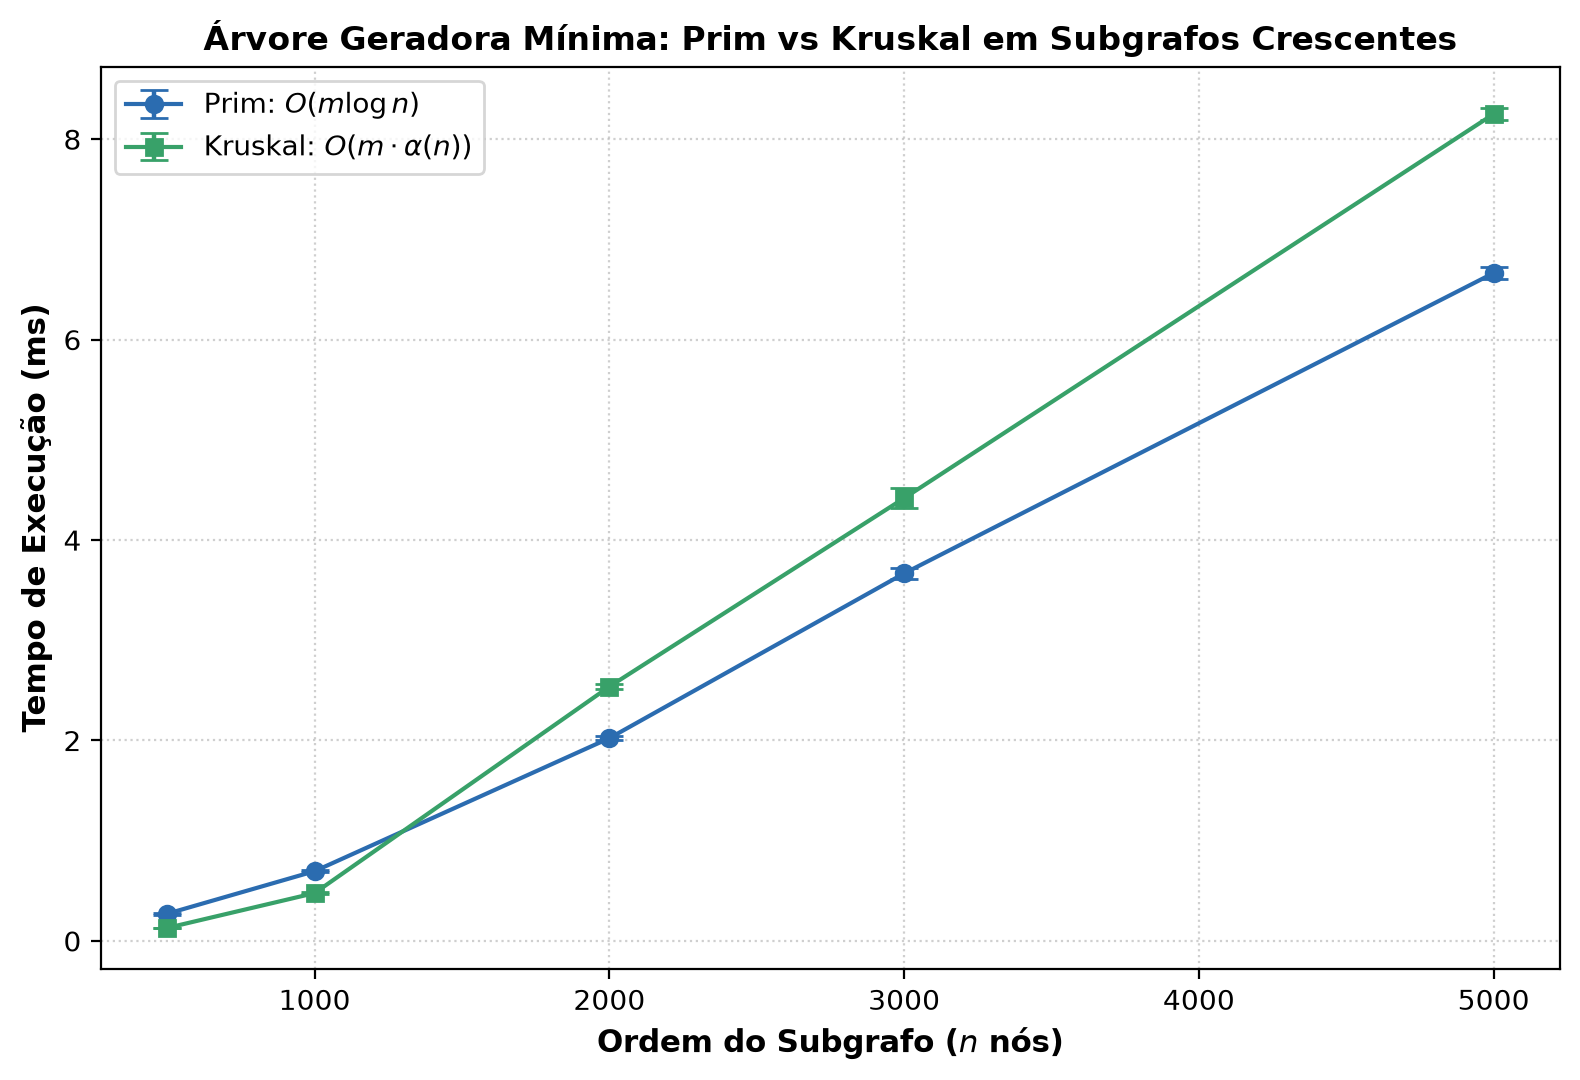 Árvore Geradora Mínima: Prim vs Kruskal em Subgrafos Crescentes
Prim: O(m log n)
Kruskal: O(m · α(n))
Tempo de Execução (ms)
8
6
4
2
0
1000 2000 3000 4000 5000
Ordem do Subgrafo (n nós)